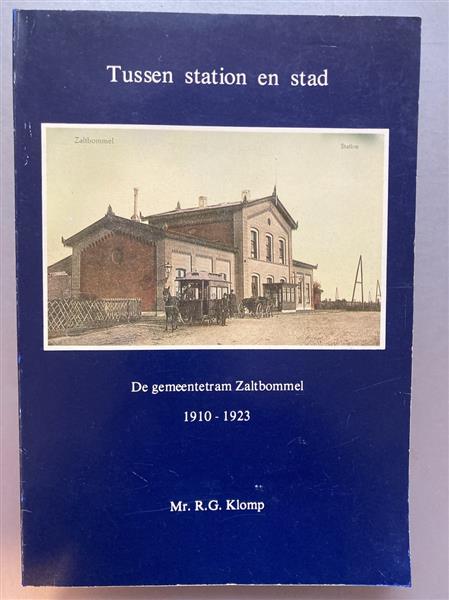 Tussen station en stad
Zaltbommel
Station
De gemeentetram Zaltbommel
1910 - 1923
Mr. R.G. Klomp